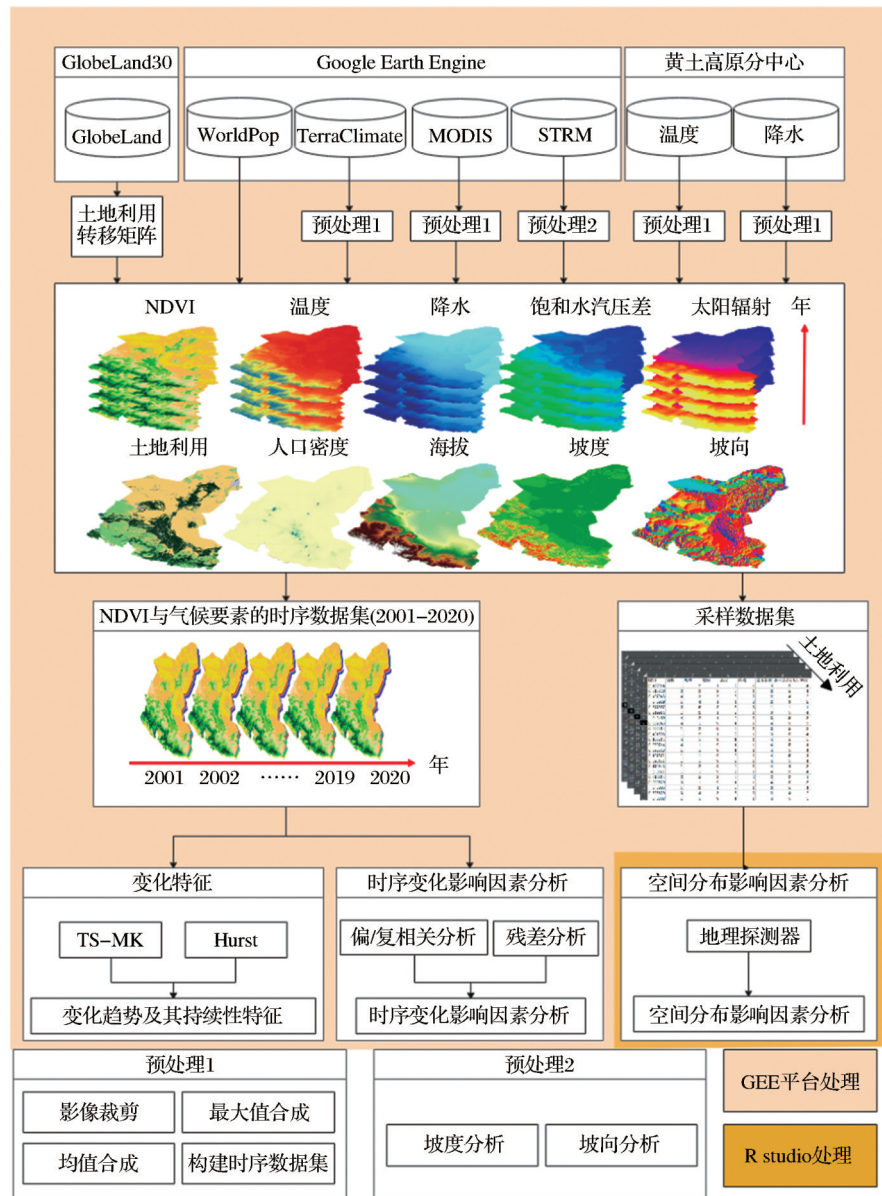 GlobeLand30
Google Earth Engine
黄土高原分中心
GlobeLand
WorldPop
TerraClimate
MODIS
STRM
温度
降水
土地利用
转移矩阵
预处理1
预处理1
预处理2
预处理1
预处理1
NDVI
温度
降水
饱和水汽压差
太阳辐射
年
土地利用
人口密度
海拔
坡度
坡向
NDVI与气候要素的时序数据集(2001-2020)
2001 2002 …… 2019 2020
年
采样数据集
土地利用
变化特征
TS-MK
Hurst
变化趋势及其持续性特征
时序变化影响因素分析
偏/复相关分析
残差分析
时序变化影响因素分析
空间分布影响因素分析
地理探测器
空间分布影响因素分析
预处理1
影像裁剪
最大值合成
均值合成
构建时序数据集
预处理2
坡度分析
坡向分析
GEE平台处理
R studio处理